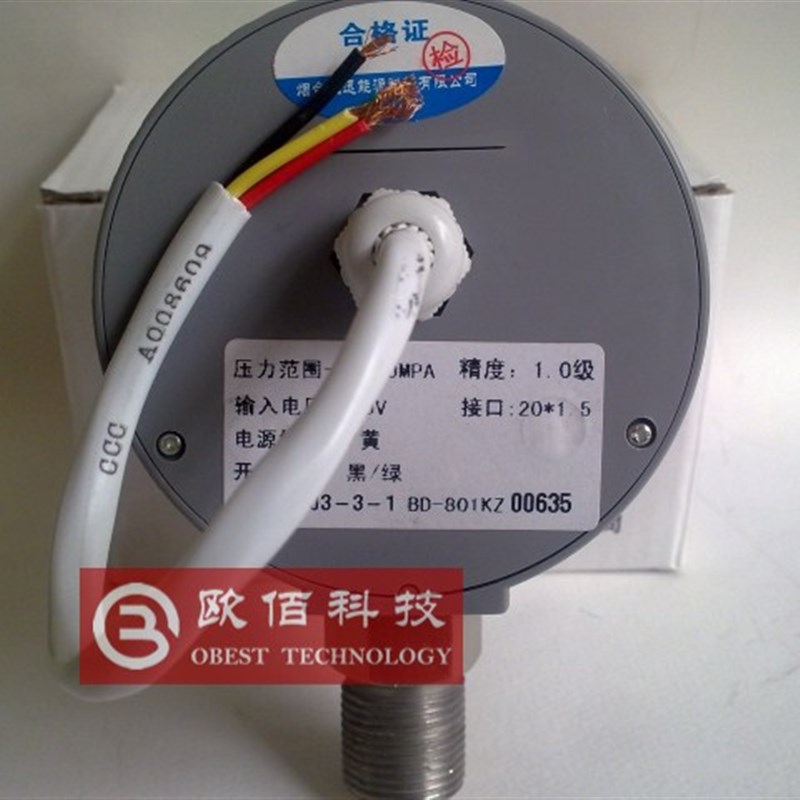 合格证
检
有限公司
A008609
CCC
压力范围 MPA 精度: 1.0级
输入电 V 接口:20*1.5
电源 黄
开 黑/绿
03-3-1 BD-801KZ 00635
欧佰科技
OBEST TECHNOLOGY